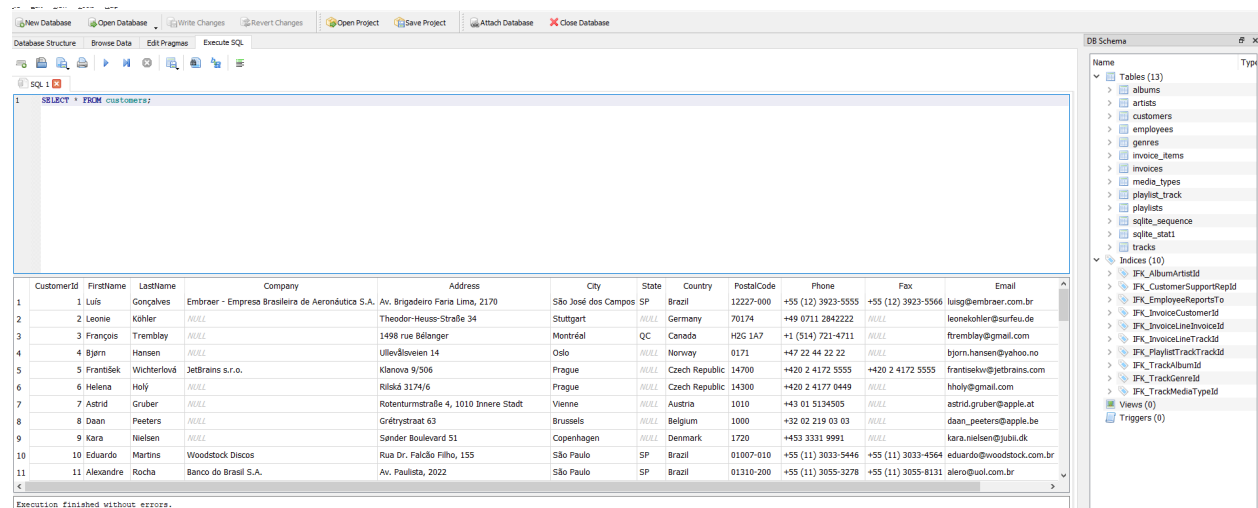 New Database Open Database Write Changes Revert Changes Open Project Save Project Attach Database Close Database
Database Structure Browse Data Edit Pragmas Execute SQL
SQL 1
1 SELECT * FROM customers;
CustomerId FirstName LastName Company Address City State Country PostalCode Phone Fax Email
1 1 Luís Gonçalves Embraer - Empresa Brasileira de Aeronáutica S.A. Av. Brigadeiro Faria Lima, 2170 São José dos Campos SP Brazil 12227-000 +55 (12) 3923-5555 +55 (12) 3923-5566 luisg@embraer.com.br
2 2 Leonie Köhler NULL Theodor-Heuss-Straße 34 Stuttgart NULL Germany 70174 +49 0711 2842222 NULL leonekohler@surfeu.de
3 3 François Tremblay NULL 1498 rue Bélanger Montréal QC Canada H2G 1A7 +1 (514) 721-4711 NULL ftremblay@gmail.com
4 4 Bjørn Hansen NULL Ullevålsveien 14 Oslo NULL Norway 0171 +47 22 44 22 22 NULL bjorn.hansen@yahoo.no
5 5 František Wichterlová JetBrains s.r.o. Klanova 9/506 Prague NULL Czech Republic 14700 +420 2 4172 5555 +420 2 4172 5555 frantisekw@jetbrains.com
6 6 Helena Holý NULL Rilská 3174/6 Prague NULL Czech Republic 14300 +420 2 4177 0449 NULL hholy@gmail.com
7 7 Astrid Gruber NULL Rotenturmstraße 4, 1010 Innere Stadt Vienne NULL Austria 1010 +43 01 5134505 NULL astrid.gruber@apple.at
8 8 Daan Peeters NULL Grétrystraat 63 Brussels NULL Belgium 1000 +32 02 219 03 03 NULL daan_peeters@apple.be
9 9 Kara Nielsen NULL Sønder Boulevard 51 Copenhagen NULL Denmark 1720 +453 3331 9991 NULL kara.nielsen@jubii.dk
10 10 Eduardo Martins Woodstock Discos Rua Dr. Falcão Filho, 155 São Paulo SP Brazil 01007-010 +55 (11) 3033-5446 +55 (11) 3033-4564 eduardo@woodstock.com.br
11 11 Alexandre Rocha Banco do Brasil S.A. Av. Paulista, 2022 São Paulo SP Brazil 01310-200 +55 (11) 3055-3278 +55 (11) 3055-8131 alero@uol.com.br
Execution finished without errors.
DB Schema
Name Type
Tables (13)
albums
artists
customers
employees
genres
invoice_items
invoices
media_types
playlist_track
playlists
sqlite_sequence
sqlite_stat1
tracks
Indices (10)
IFK_AlbumArtistId
IFK_CustomerSupportRepId
IFK_EmployeeReportsTo
IFK_InvoiceCustomerId
IFK_InvoiceLineInvoiceId
IFK_InvoiceLineTrackId
IFK_PlaylistTrackTrackId
IFK_TrackAlbumId
IFK_TrackGenreId
IFK_TrackMediaTypeId
Views (0)
Triggers (0)